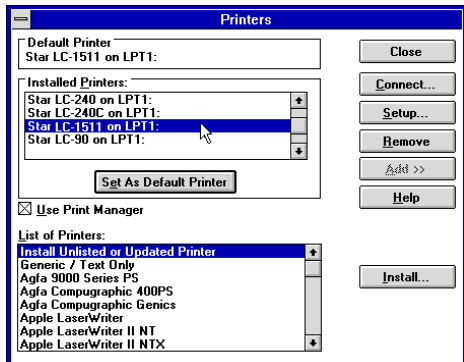 Printers
Default Printer
Star LC-1511 on LPT1:
Installed Printers:
Star LC-240 on LPT1:
Star LC-240C on LPT1:
Star LC-1511 on LPT1:
Star LC-90 on LPT1:
Set As Default Printer
Use Print Manager
List of Printers:
Install Unlisted or Updated Printer
Generic / Text Only
Agfa 9000 Series PS
Agfa Compugraphic 400PS
Agfa Compugraphic Genics
Apple LaserWriter
Apple LaserWriter II NT
Apple LaserWriter II NTX
Close
Connect...
Setup...
Remove
Add >>
Help
Install...